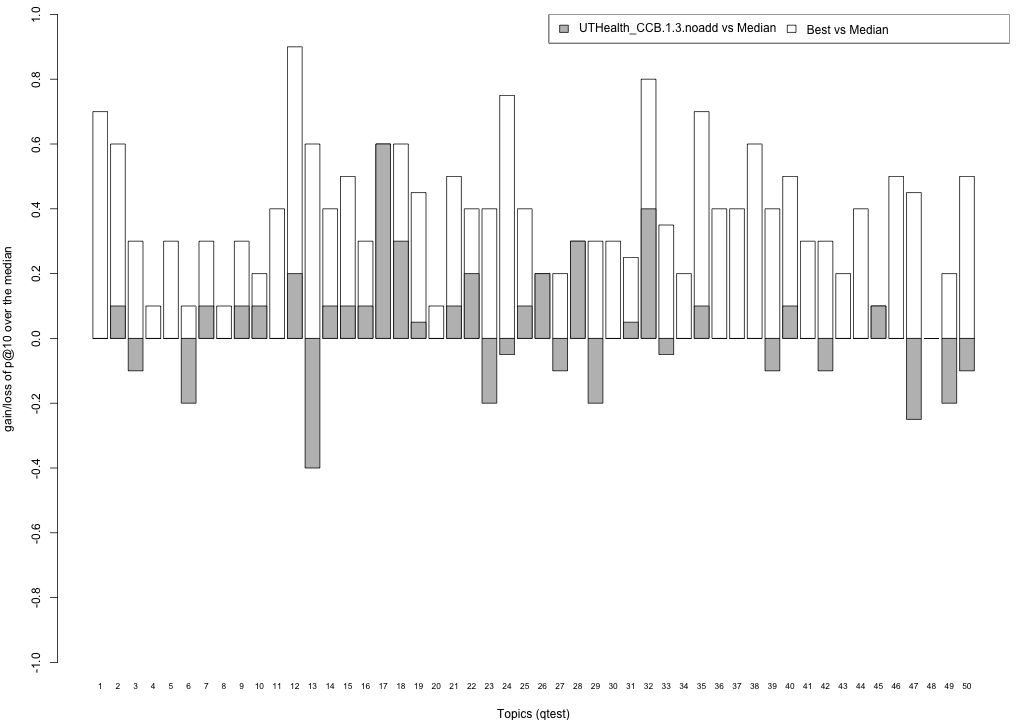 UTHealth_CCB.1.3.noadd vs Median Best vs Median
gain/loss of p@10 over the median
1.0
0.8
0.6
0.4
0.2
0.0
-0.2
-0.4
-0.6
-0.8
-1.0
1 2 3 4 5 6 7 8 9 10 11 12 13 14 15 16 17 18 19 20 21 22 23 24 25 26 27 28 29 30 31 32 33 34 35 36 37 38 39 40 41 42 43 44 45 46 47 48 49 50
Topics (qtest)